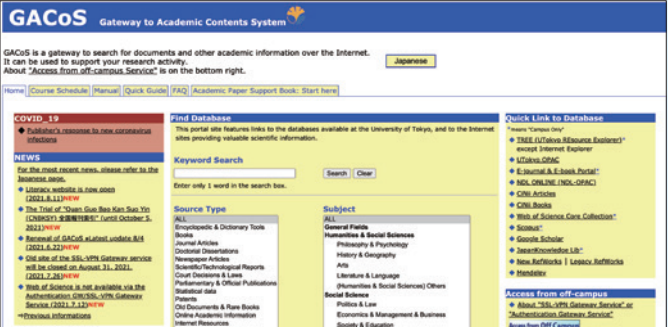 GACoS Gateway to Academic Contents System
GACoS is a gateway to search for documents and other academic information over the Internet.
It can be used to support your research activity.
About "Access from off-campus Service" is on the bottom right.
Japanese
Home Course Schedule Manual Quick Guide FAQ Academic Paper Support Book: Start here
COVID_19
Publisher's response to new coronavirus
infections
NEWS
For the most recent news, please refer to the
Japanese page.
Literacy website is now open
(2021.8.11)NEW
The Trial of "Quan Guo Bao Kan Suo Yin
(CNBKSY) 全国報刊索引" (until October 5,
2021)NEW
Renewal of GACoS eLatest update 8/4
(2021.6.22)NEW
Old site of the SSL-VPN Gateway service
will be closed on August 31, 2021.
(2021.7.26)NEW
Web of Science is not available via the
Authentication GW/SSL-VPN Gateway
Service (2021.7.12)NEW
Previous informations
Find Database
This portal site features links to the databases available at the University of Tokyo, and to the Internet
sites providing valuable scientific information.
Keyword Search
Search Clear
Enter only 1 word in the search box.
Source Type
ALL
Encyclopedic & Dictionary Tools
Books
Journal Articles
Doctorial Dissertations
Newspaper Articles
Scientific/Technological Reports
Court Decisions & Laws
Parliamentary & Official Publications
Statistical data
Patents
Old Documents & Rare Books
Online Academic Information
Internet Resources
Subject
ALL
General Fields
Humanities & Social Sciences
Philosophy & Psychology
History & Geography
Arts
Literature & Language
(Humanities & Social Sciences) Others
Social Science
Politics & Law
Economics & Management & Business
Society & Education
Quick Link to Database
*means "Campus Only"
TREE (UTokyo REsource Explorer)*
except Internet Explorer
UTokyo OPAC
E-journal & E-book Portal*
NDL ONLINE (NDL-OPAC)
CiNii Articles
CiNii Books
Web of Science Core Collection*
Scopus*
Google Scholar
JapanKnowledge Lib*
New RefWorks | Legacy RefWorks
Mendeley
Access from off-campus
About "SSL-VPN Gateway Service" or
"Authentication Gateway Service"
Access from Off Campus